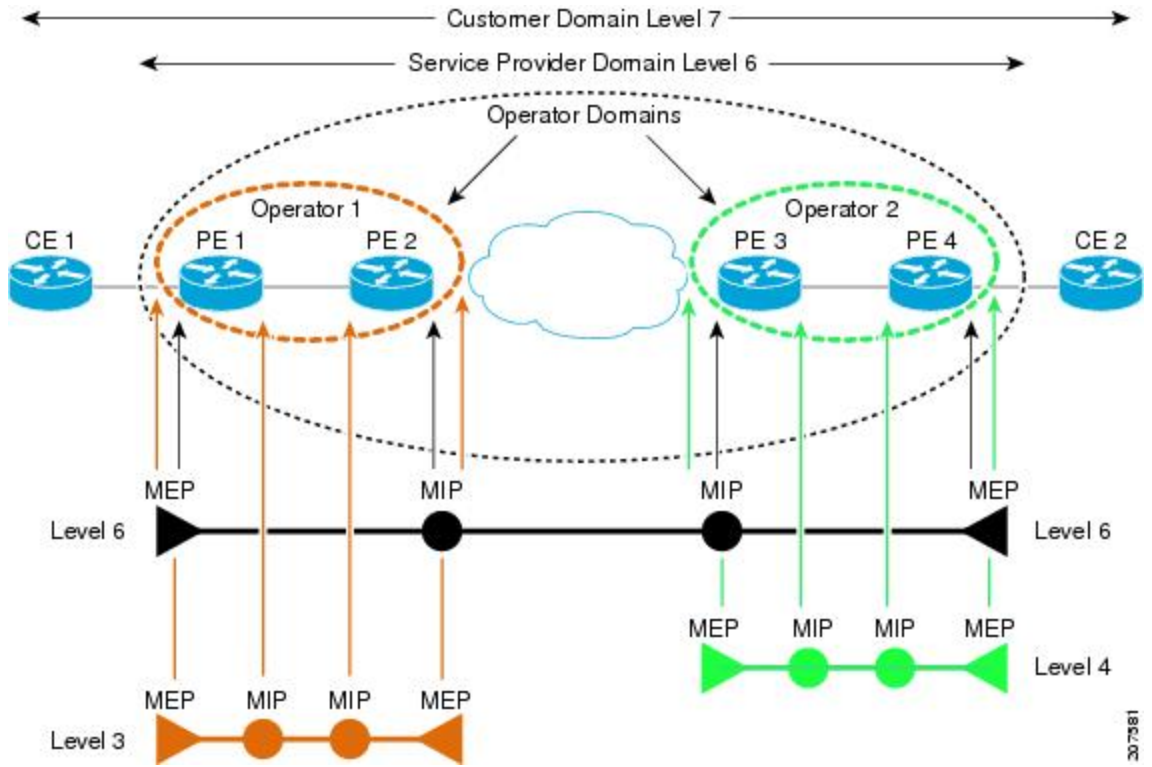 Customer Domain Level 7
Service Provider Domain Level 6
Operator Domains
Operator 1
Operator 2
CE 1
PE 1
PE 2
PE 3
PE 4
CE 2
MEP
MIP
MIP
MEP
Level 6
Level 6
MEP
MIP
MIP
MEP
Level 4
MEP
MIP
MIP
MEP
Level 3
207581